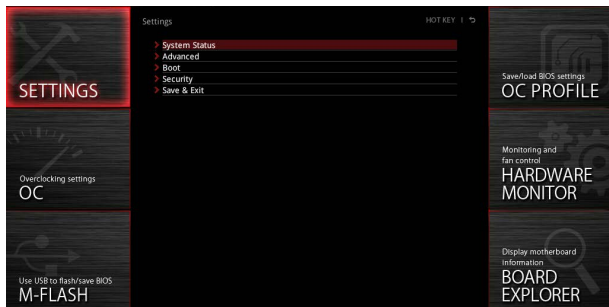 Settings
HOT KEY | ⮌
System Status
Advanced
Boot
Security
Save & Exit
SETTINGS
Overclocking settings
OC
Use USB to flash/save BIOS
M-FLASH
Save/load BIOS settings
OC PROFILE
Monitoring and
fan control
HARDWARE
MONITOR
Display motherboard
information
BOARD
EXPLORER